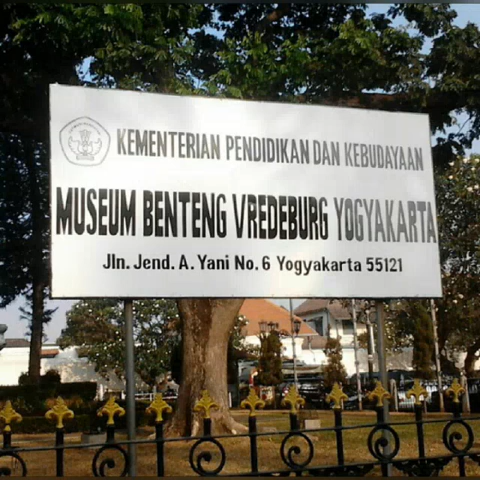 KEMENTERIAN PENDIDIKAN DAN KEBUDAYAAN
MUSEUM BENTENG VREDEBURG YOGYAKARTA
Jln. Jend. A. Yani No. 6 Yogyakarta 55121